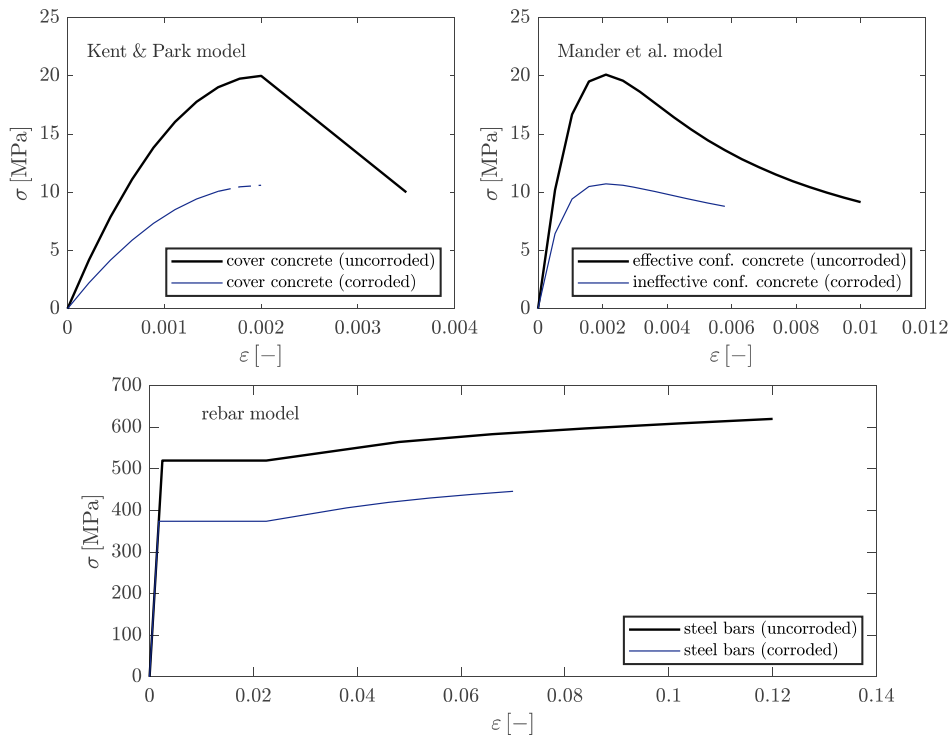 Kent & Park model
σ [MPa]
25
20
15
10
5
0
0 0.001 0.002 0.003 0.004
ε [−]
cover concrete (uncorroded)
cover concrete (corroded)
Mander et al. model
σ [MPa]
25
20
15
10
5
0
0 0.002 0.004 0.006 0.008 0.01 0.012
ε [−]
effective conf. concrete (uncorroded)
ineffective conf. concrete (corroded)
rebar model
σ [MPa]
700
600
500
400
300
200
100
0
0 0.02 0.04 0.06 0.08 0.1 0.12 0.14
ε [−]
steel bars (uncorroded)
steel bars (corroded)